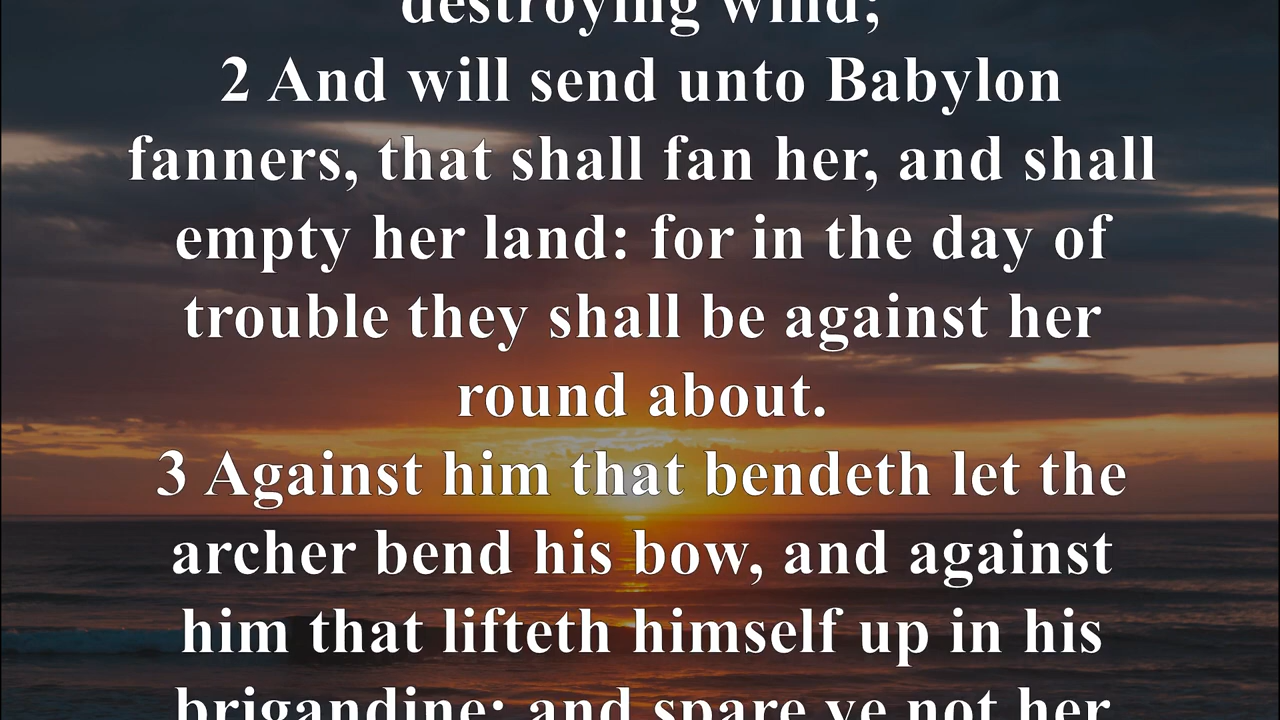 destroying wind;
2 And will send unto Babylon
fanners, that shall fan her, and shall
empty her land: for in the day of
trouble they shall be against her
round about.
3 Against him that bendeth let the
archer bend his bow, and against
him that lifteth himself up in his
brigandine: and spare ye not her